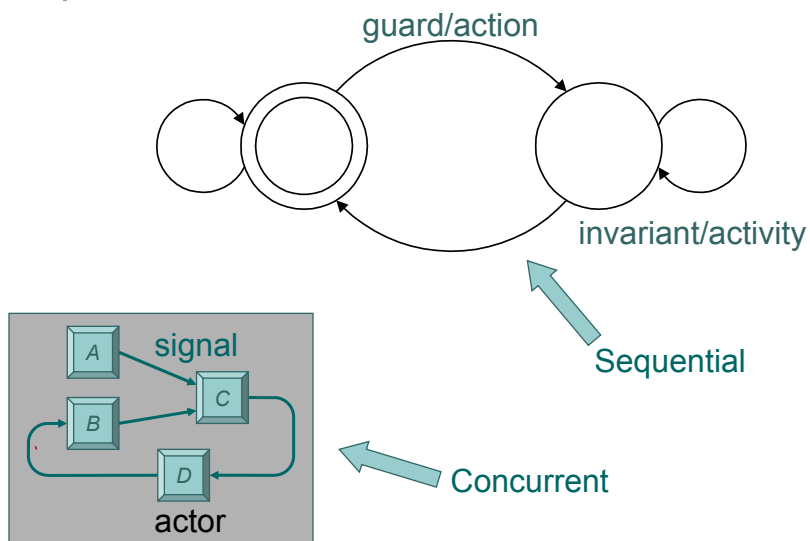 guard/action
invariant/activity
Sequential
A
signal
C
B
D
actor
Concurrent